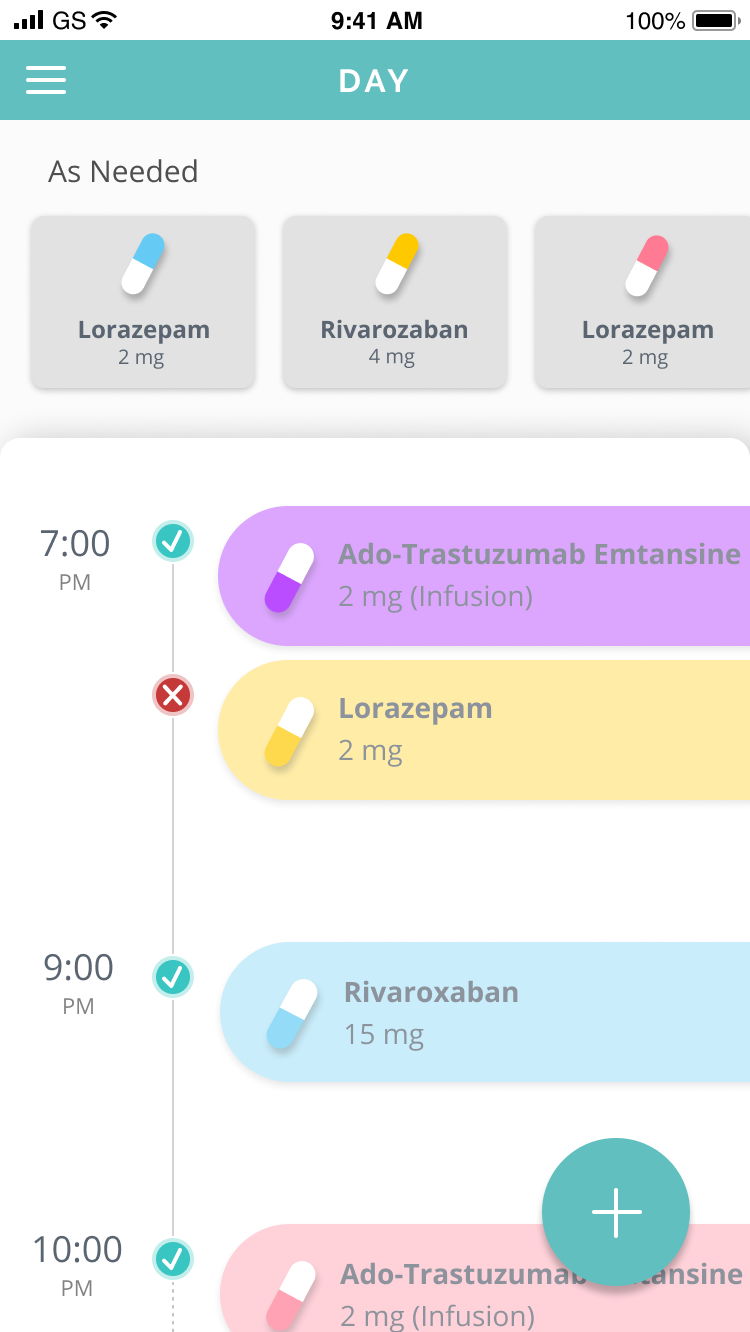 GS 9:41 AM 100%
DAY
As Needed
Lorazepam
2 mg
Rivarozaban
4 mg
Lorazepam
2 mg
7:00
PM
Ado-Trastuzumab Emtansine
2 mg (Infusion)
Lorazepam
2 mg
9:00
PM
Rivaroxaban
15 mg
10:00
PM
Ado-Trastuzumab Emtansine
2 mg (Infusion)